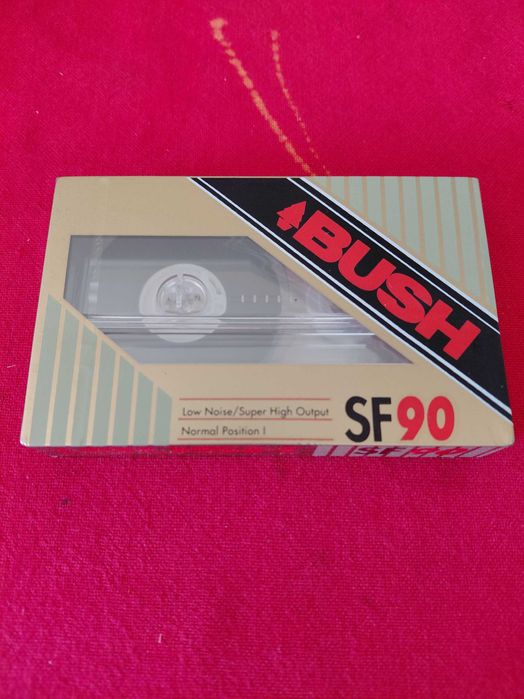 BUSH
Low Noise/Super High Output
Normal Position I
SF90